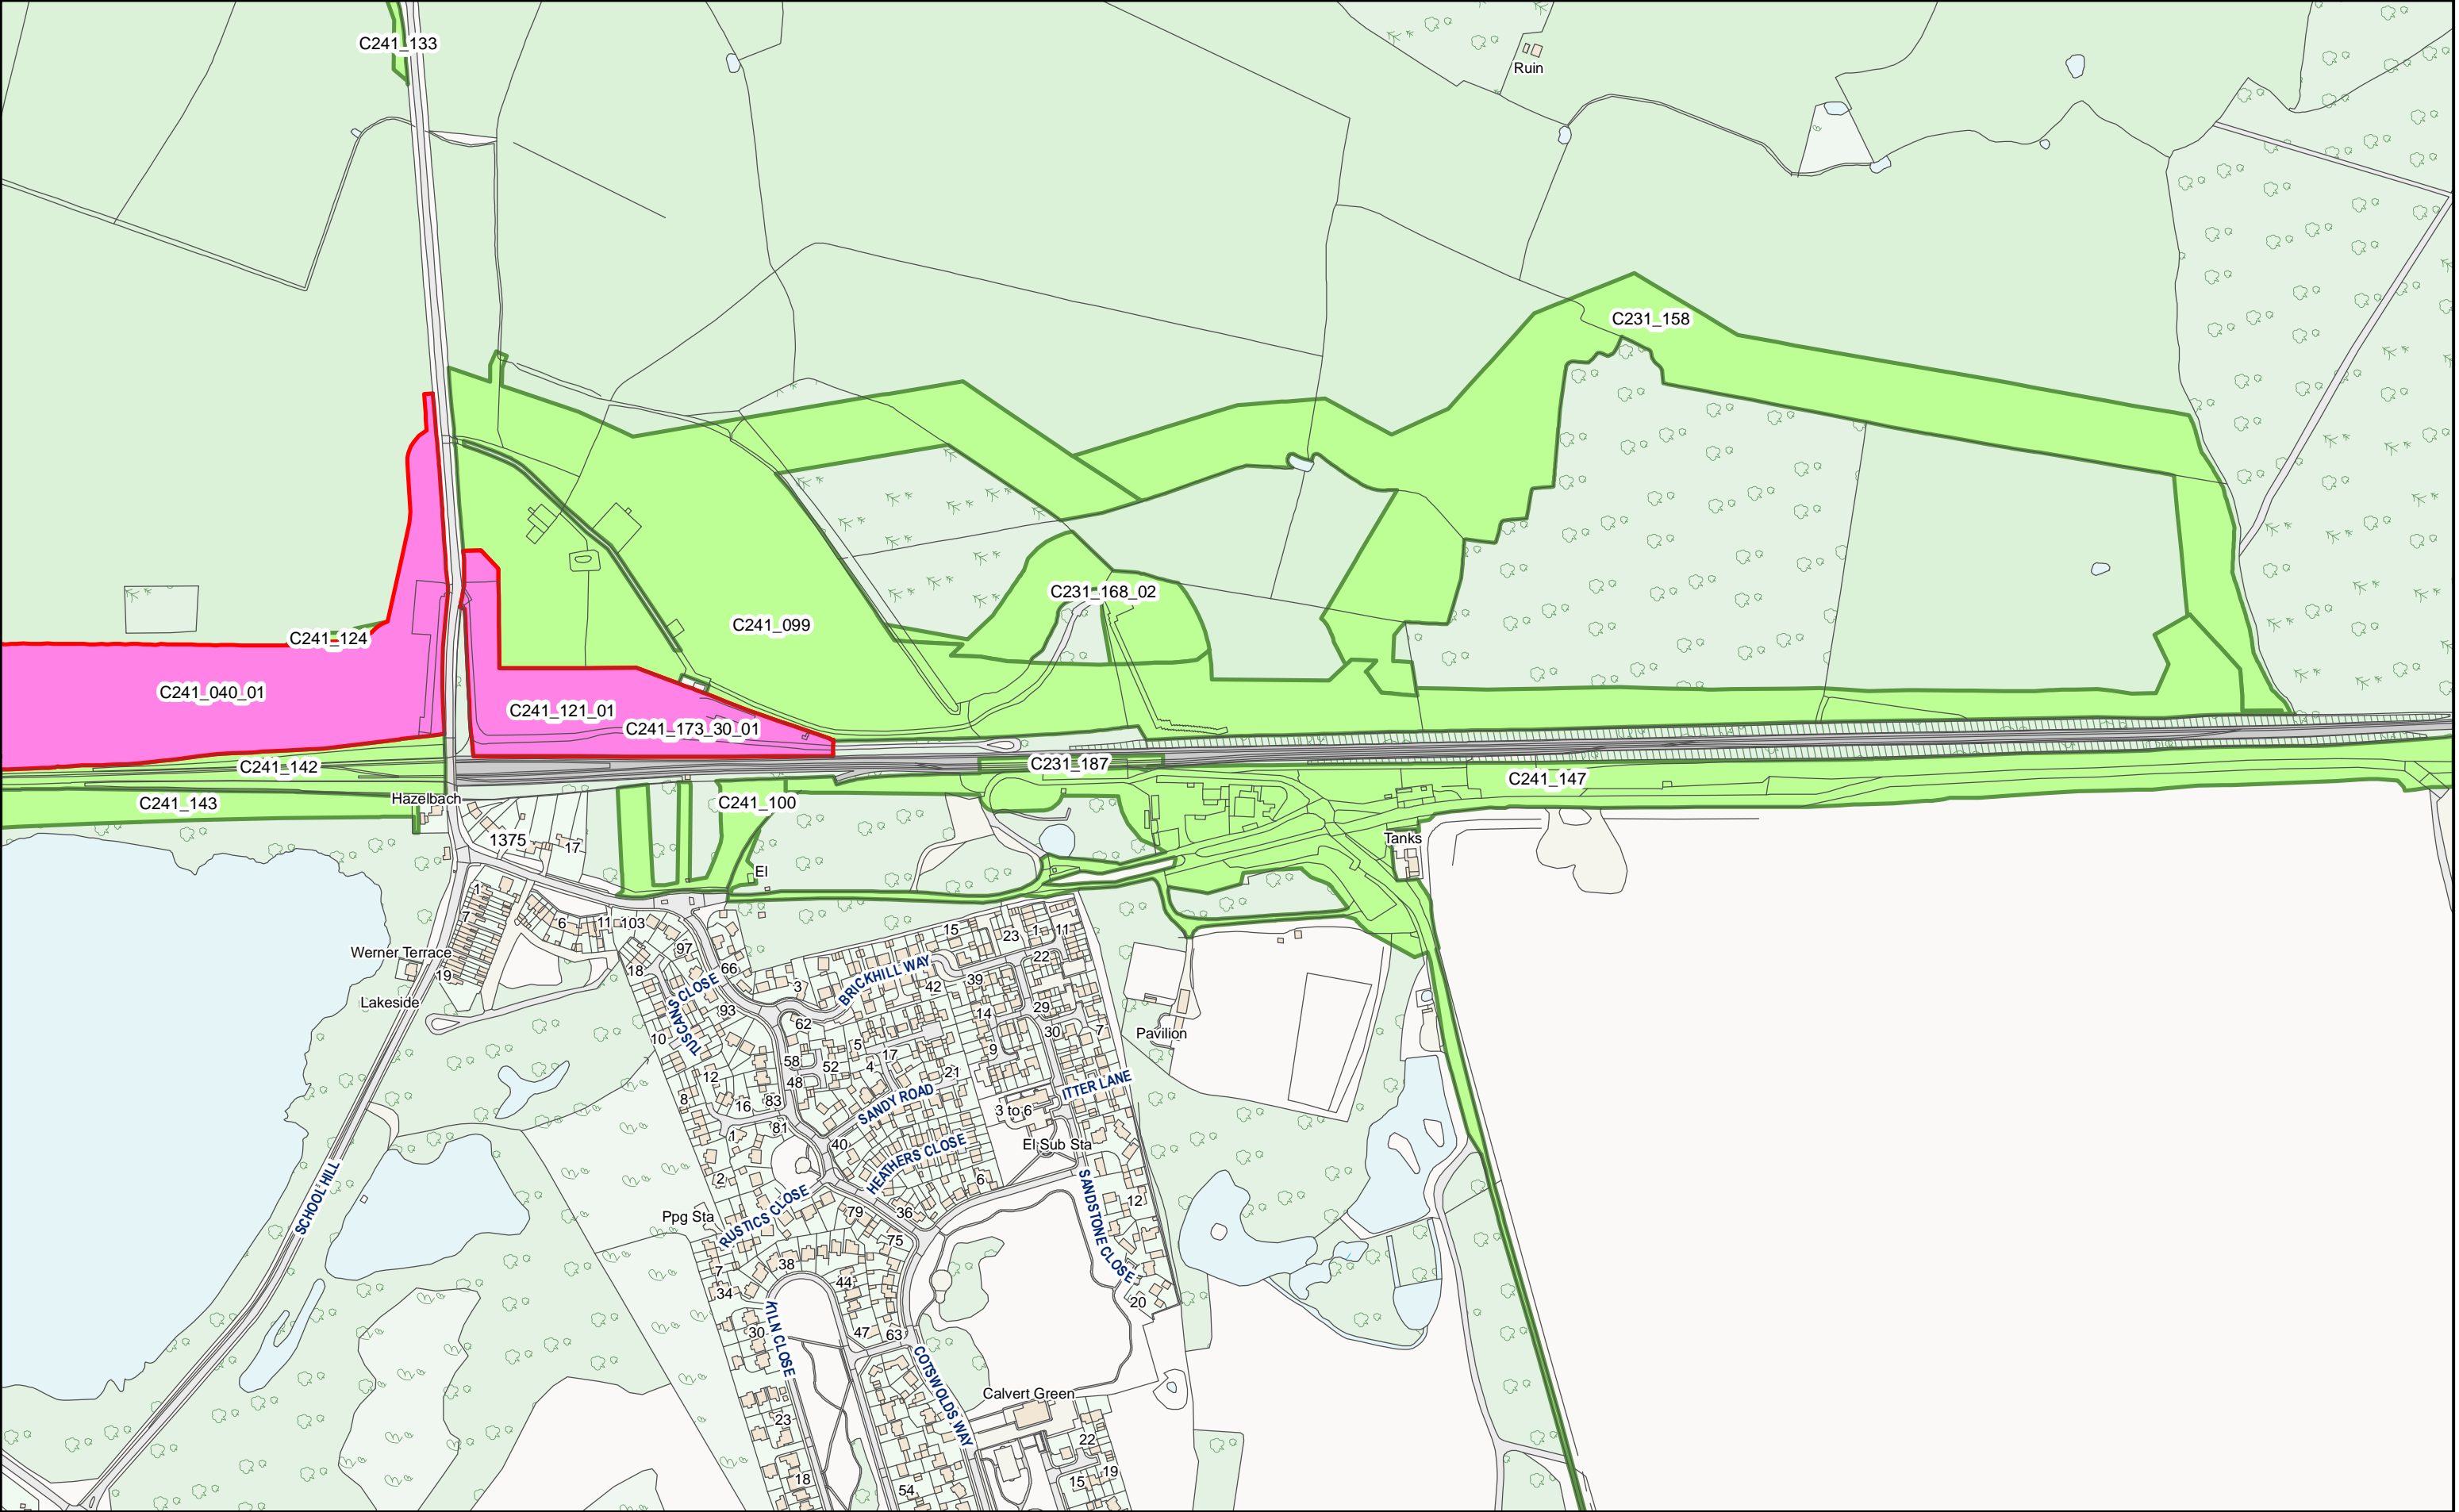 C241_133
Ruin
C231_158
C231_168_02
C241_099
C241_124
C241_040_01
C241_121_01
C241_173_30_01
C241_142
C231_187
C241_147
C241_143
Hazelbach
C241_100
1375
17
Tanks
El
1
7
6
11
103
15
23
1
11
97
22
Werner Terrace
18
66
19
TUSCANS CLOSE
3
BRICKHILL WAY
42
39
Lakeside
93
62
14
29
30
7
Pavilion
10
5
17
9
58
52
4
48
21
12
8
16
83
SANDY ROAD
ITTER LANE
3 to 6
1
81
40
El Sub Sta
HEATHERS CLOSE
2
6
SCHOOL HILL
RUSTICS CLOSE
SANDSTONE CLOSE
12
Ppg Sta
79
36
75
7
38
44
34
20
30
KILN CLOSE
47
63
COTSWOLDS WAY
Calvert Green
23
22
18
54
15
19